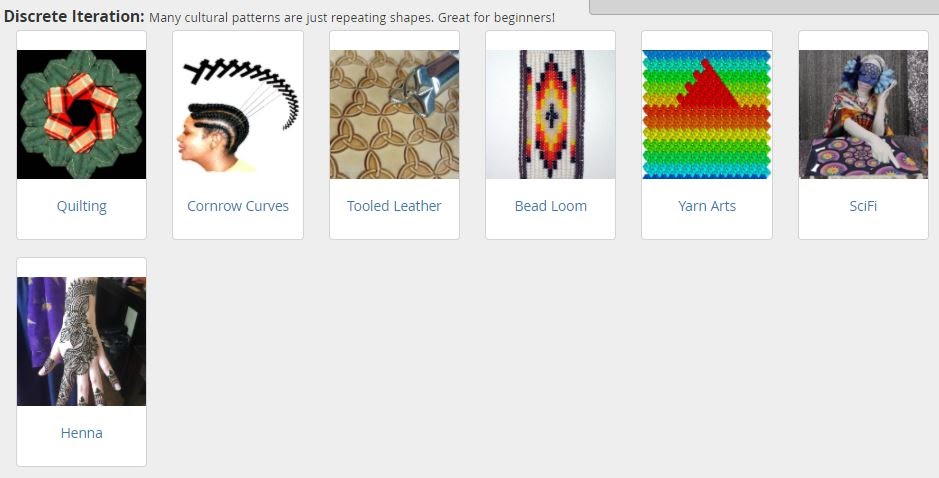 Discrete Iteration: Many cultural patterns are just repeating shapes. Great for beginners!
Quilting
Cornrow Curves
Tooled Leather
Bead Loom
Yarn Arts
SciFi
Henna